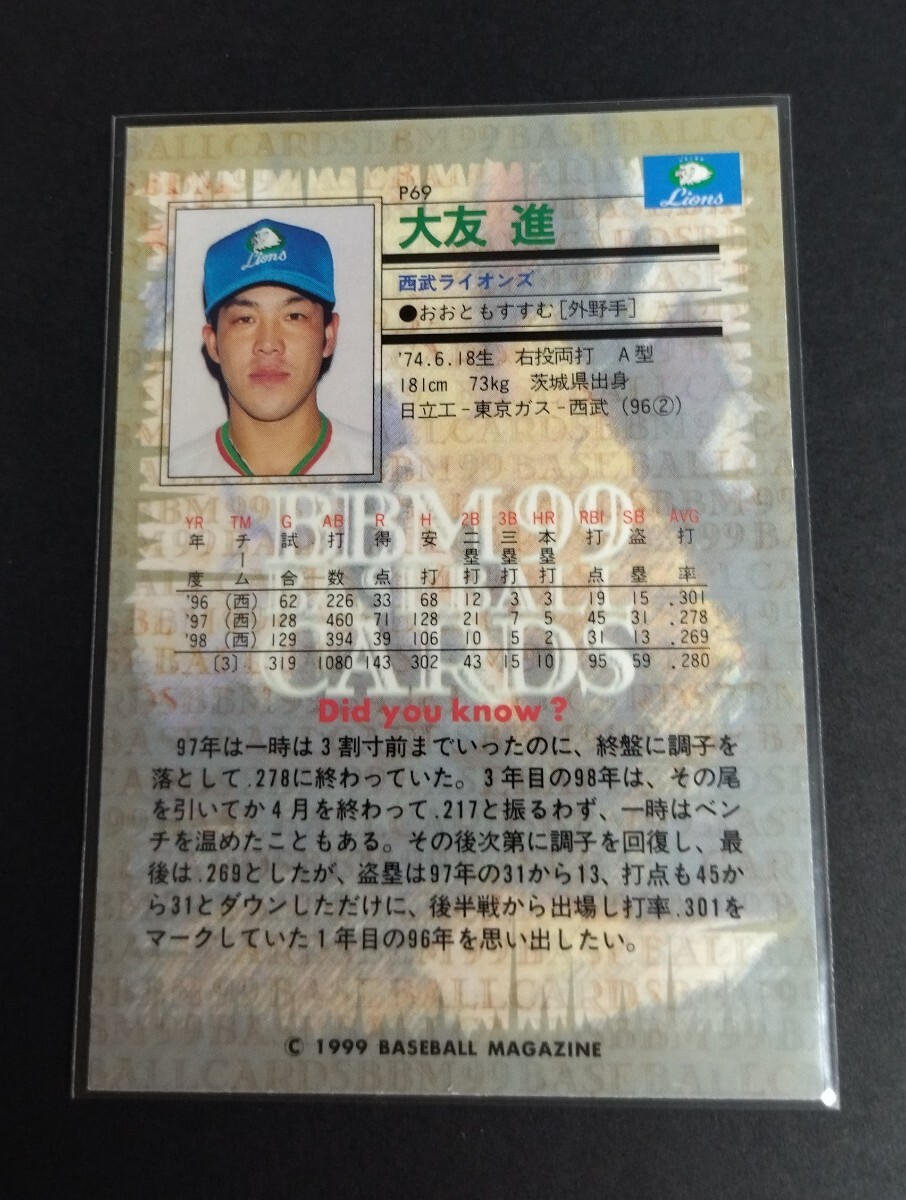 P69
Lions
大友 進
Lions
西武ライオンズ
●おおともすすむ[外野手]
'74.6.18生 右投両打 A型
181cm 73kg 茨城県出身
日立工-東京ガス-西武(96②)
BBM 99
BASEBALL
CARDS
YR TM G AB R H 2B 3B HR RBI SB AVG
年度 チーム 試合 打数 得点 安打 二塁打 三塁打 本塁打 打点 盗塁 打率
'96 (西) 62 226 33 68 12 3 3 19 15 .301
'97 (西) 128 460 71 128 21 7 5 45 31 .278
'98 (西) 129 394 39 106 10 5 2 31 13 .269
[3] 319 1080 143 302 43 15 10 95 59 .280
Did you know?
97年は一時は3割寸前までいったのに、終盤に調子を
落として.278に終わっていた。3年目の98年は、その尾
を引いてか4月を終わって.217と振るわず、一時はベン
チを温めたこともある。その後次第に調子を回復し、最
後は.269としたが、盗塁は97年の31から13、打点も45か
ら31とダウンしただけに、後半戦から出場し打率.301を
マークしていた1年目の96年を思い出したい。
© 1999 BASEBALL MAGAZINE